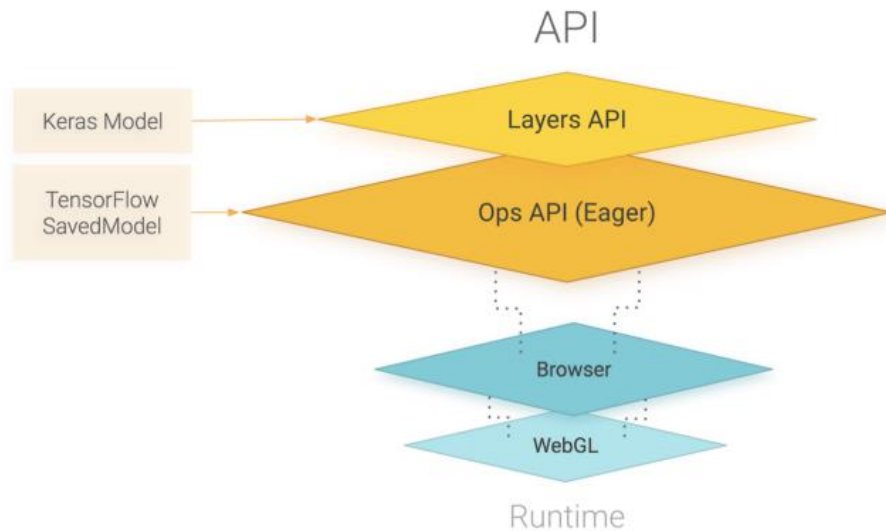 API
Keras Model
Layers API
TensorFlow
SavedModel
Ops API (Eager)
Browser
WebGL
Runtime